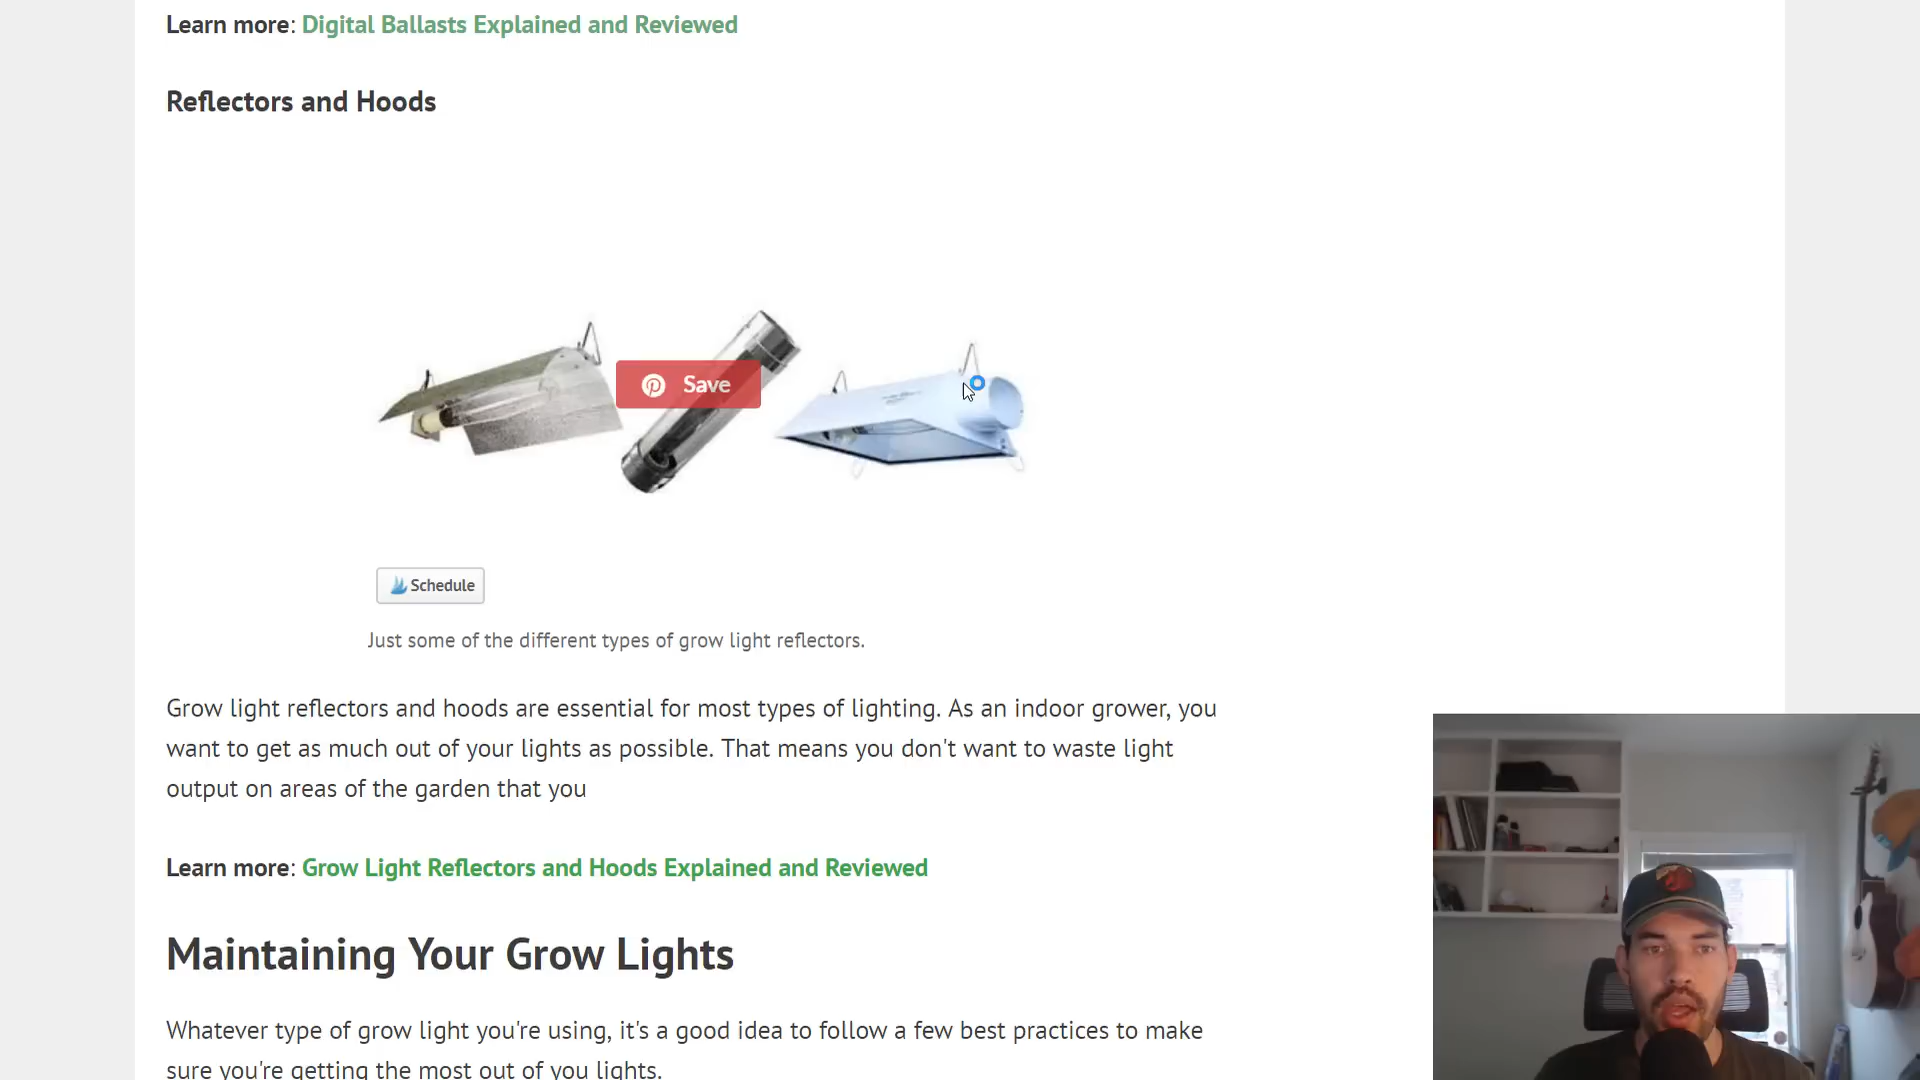 Learn more: Digital Ballasts Explained and Reviewed
Reflectors and Hoods
Save
Schedule
Just some of the different types of grow light reflectors.
Grow light reflectors and hoods are essential for most types of lighting. As an indoor grower, you
want to get as much out of your lights as possible. That means you don't want to waste light
output on areas of the garden that you
Learn more: Grow Light Reflectors and Hoods Explained and Reviewed
Maintaining Your Grow Lights
Whatever type of grow light you're using, it's a good idea to follow a few best practices to make
sure you're getting the most out of you lights.